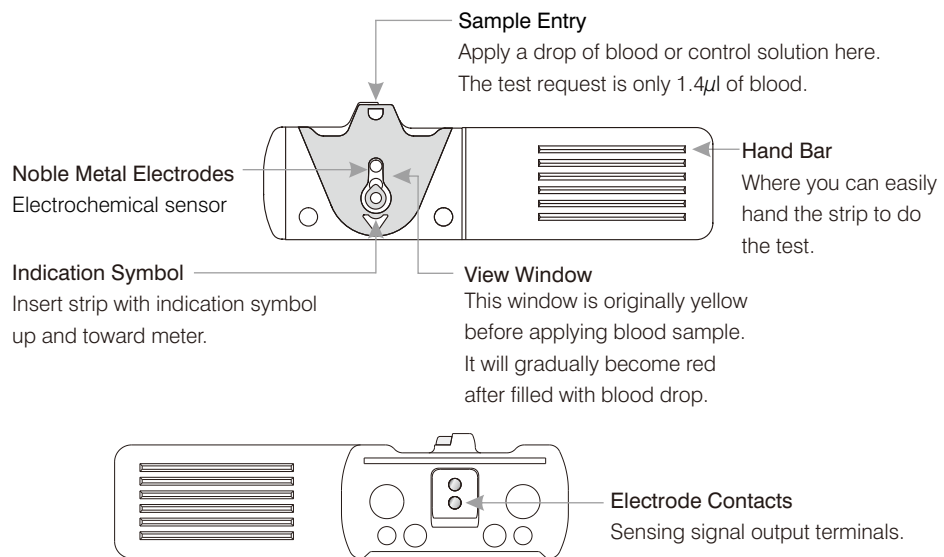 Sample Entry
Apply a drop of blood or control solution here.
The test request is only 1.4μl of blood.
Noble Metal Electrodes
Electrochemical sensor
Hand Bar
Where you can easily
hand the strip to do
the test.
Indication Symbol
Insert strip with indication symbol
up and toward meter.
View Window
This window is originally yellow
before applying blood sample.
It will gradually become red
after filled with blood drop.
Electrode Contacts
Sensing signal output terminals.